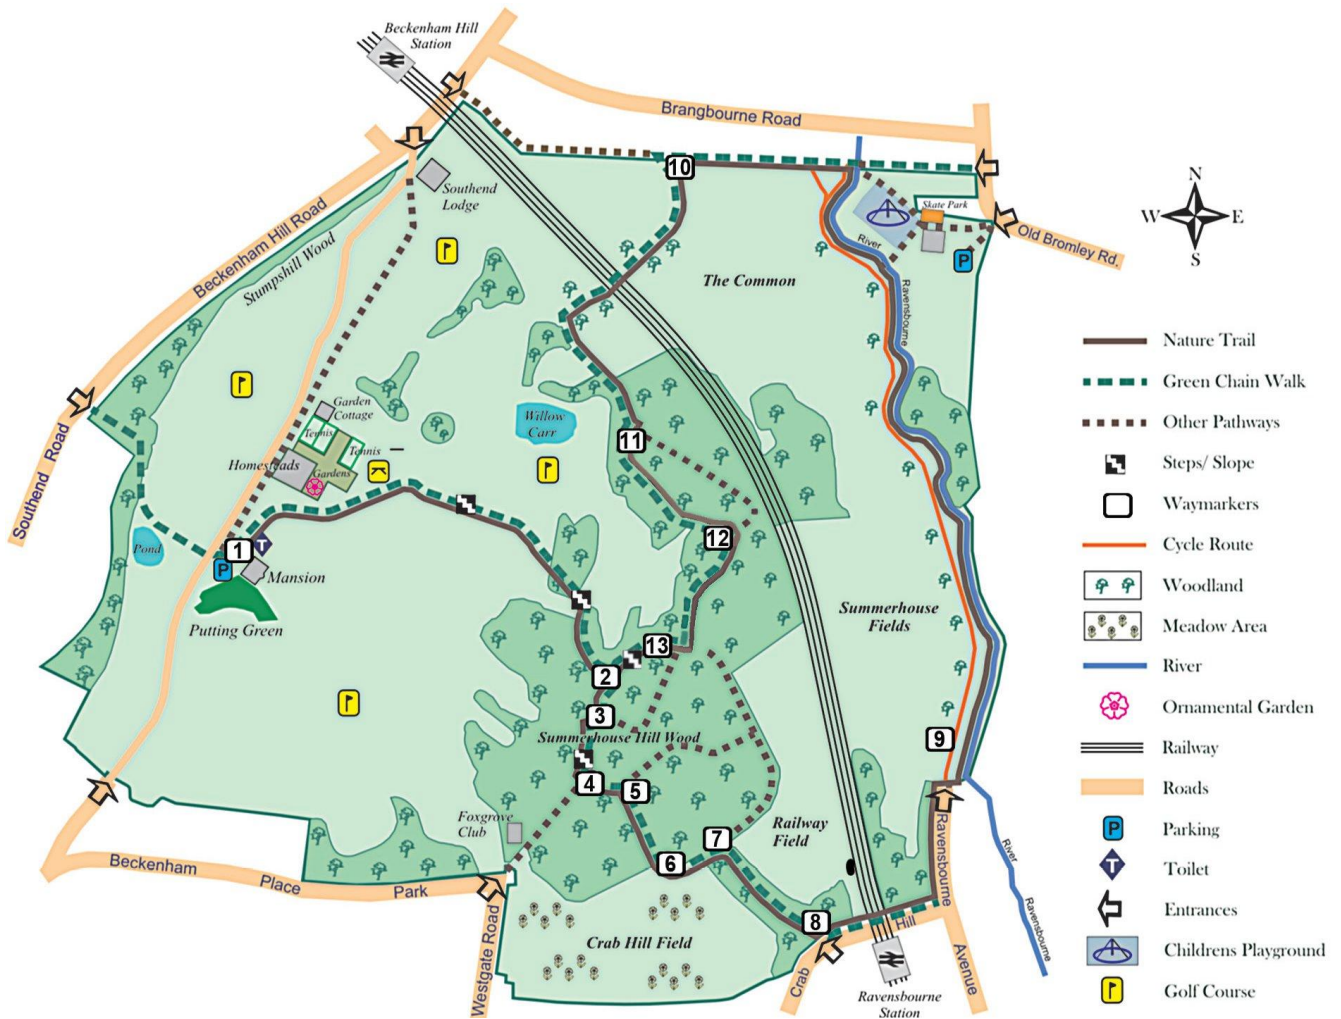 Beckenham Hill
Station
Brangbourne Road
10
Southend
Lodge
Skate Park
Old Bromley Rd.
N
W
E
S
Beckenham Hill Road
Stumpshill Wood
The Common
River
Ravensbourne
P
Nature Trail
Green Chain Walk
Other Pathways
Steps/ Slope
Waymarkers
Cycle Route
Woodland
Meadow Area
River
Ornamental Garden
Railway
Roads
Parking
Toilet
Entrances
Childrens Playground
Golf Course
P
T
Garden
Cottage
Tennis
Tennis
Homesteads
Gardens
Willow
Carr
11
Southend Road
Pond
1
T
P
Mansion
Putting Green
12
Summerhouse
Fields
13
2
3
Summerhouse Hill Wood
9
4
5
Foxgrove
Club
7
Railway
Field
6
Beckenham Place Park
8
Crab Hill Field
Westgate Road
Crab Hill
Ravensbourne Avenue
River
Ravensbourne
Ravensbourne
Station